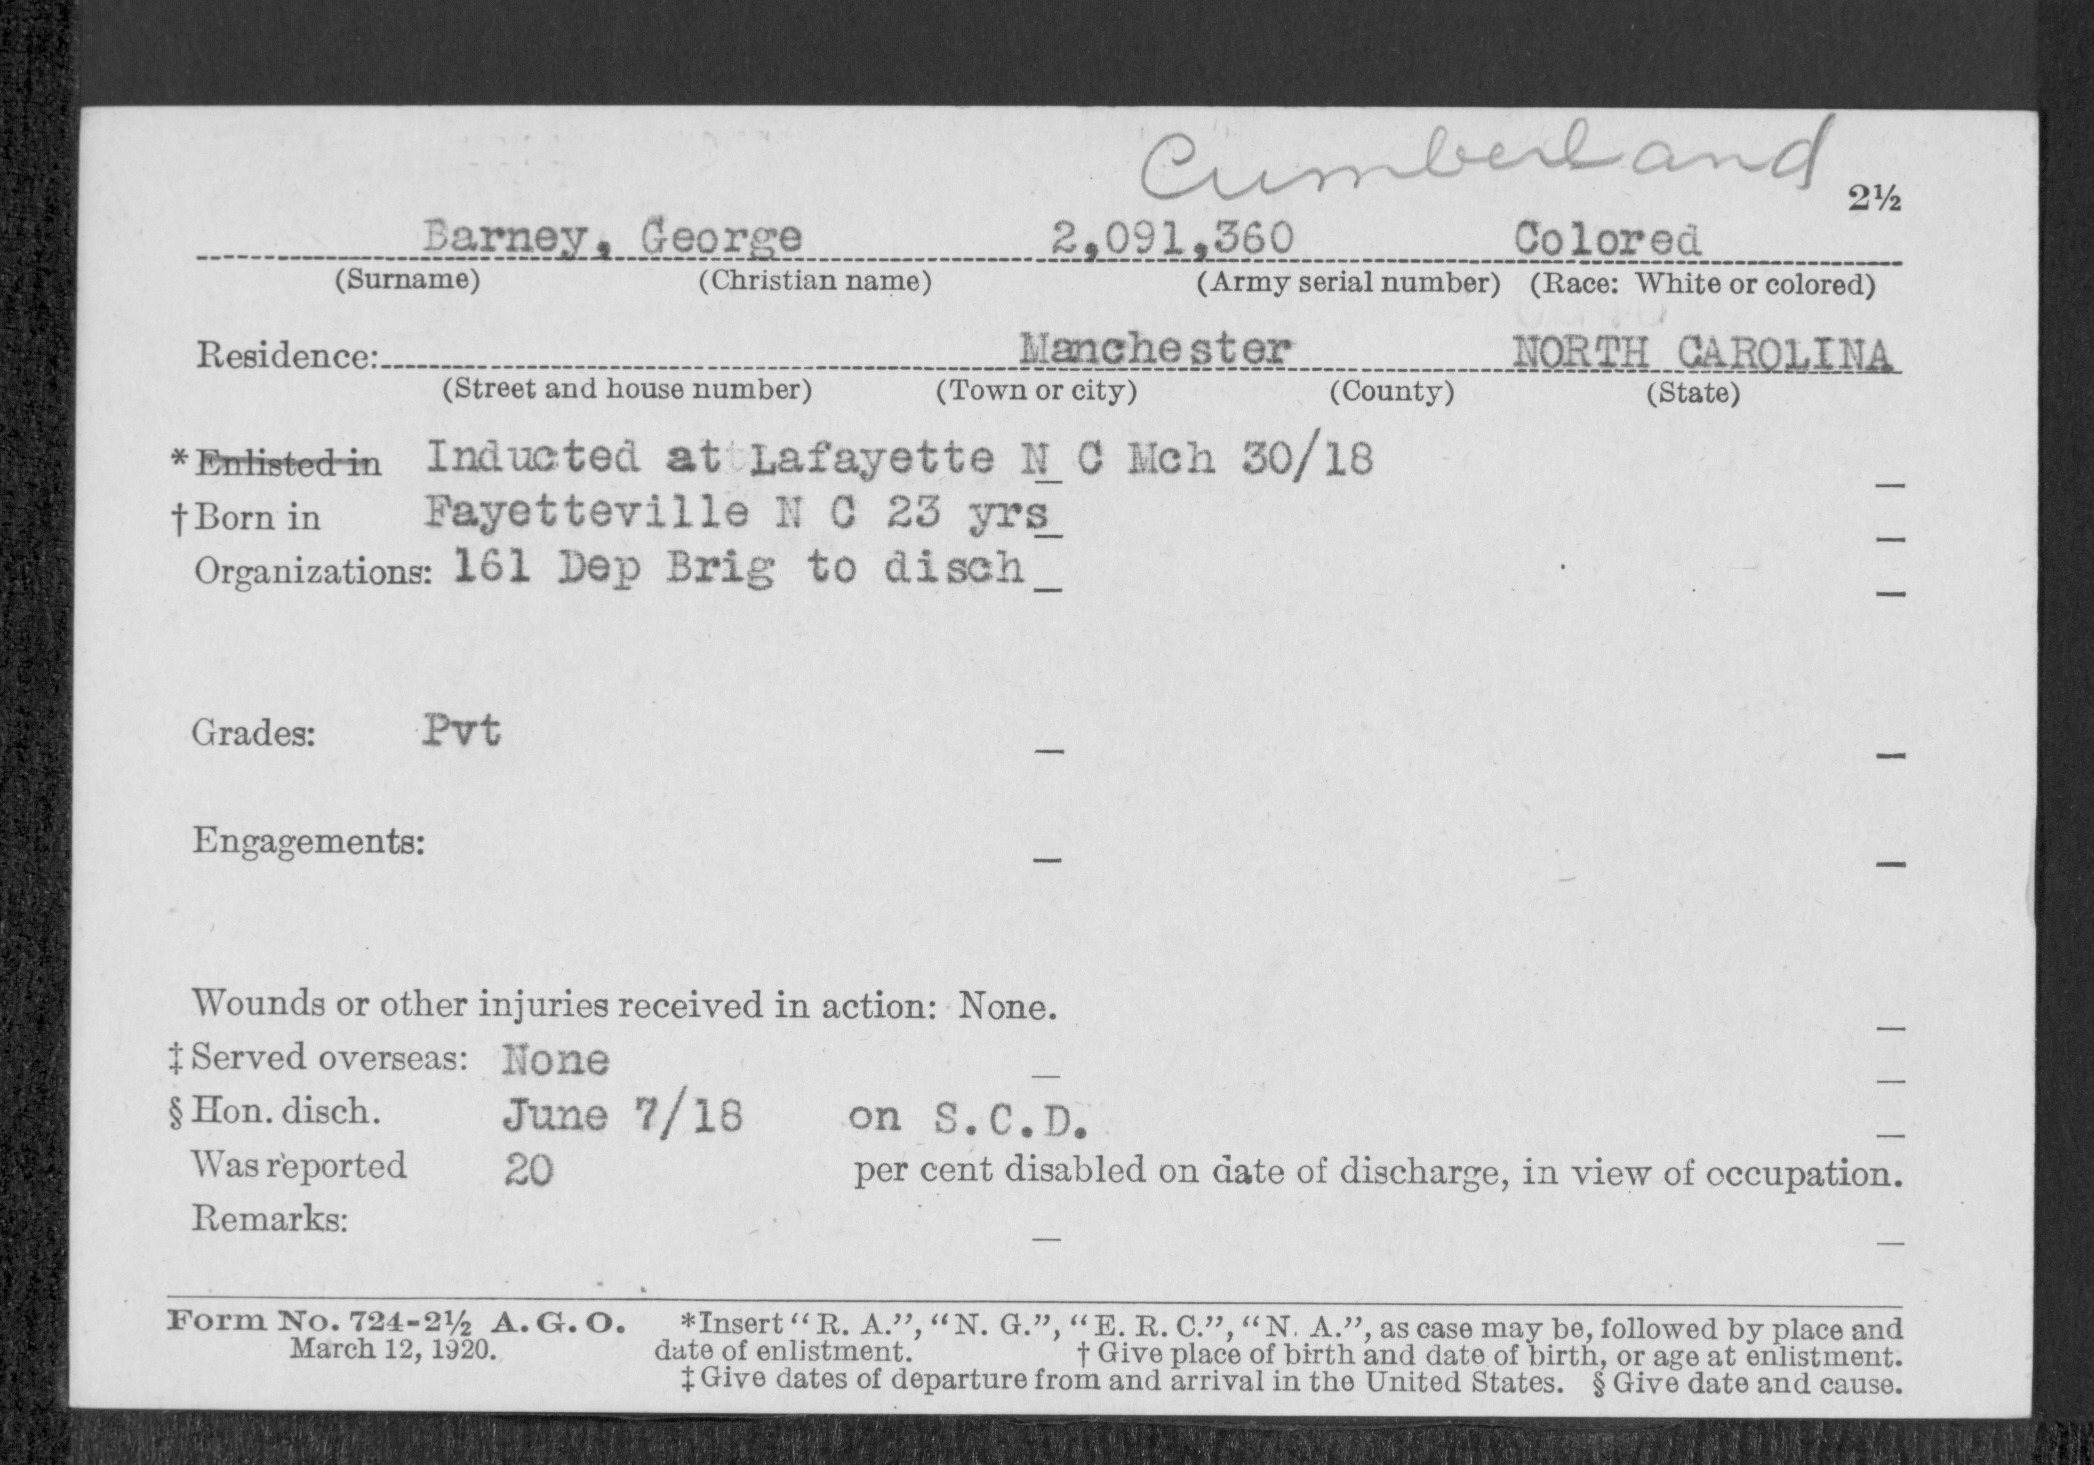 Cumberland
2½
Barney, George 2,091,360 Colored
(Surname) (Christian name) (Army serial number) (Race: White or colored)
Residence: Manchester NORTH CAROLINA
(Street and house number) (Town or city) (County) (State)
* Enlisted in Inducted at Lafayette N C Mch 30/18
† Born in Fayetteville N C 23 yrs
Organizations: 161 Dep Brig to disch
Grades: Pvt
Engagements:
Wounds or other injuries received in action: None.
‡ Served overseas: None
§ Hon. disch. June 7/18 on S.C.D.
Was reported 20 per cent disabled on date of discharge, in view of occupation.
Remarks:
Form No. 724-2½ A. G. O. *Insert “R. A.”, “N. G.”, “E. R. C.”, “N. A.”, as case may be, followed by place and
March 12, 1920. date of enlistment. † Give place of birth and date of birth, or age at enlistment.
‡ Give dates of departure from and arrival in the United States. § Give date and cause.